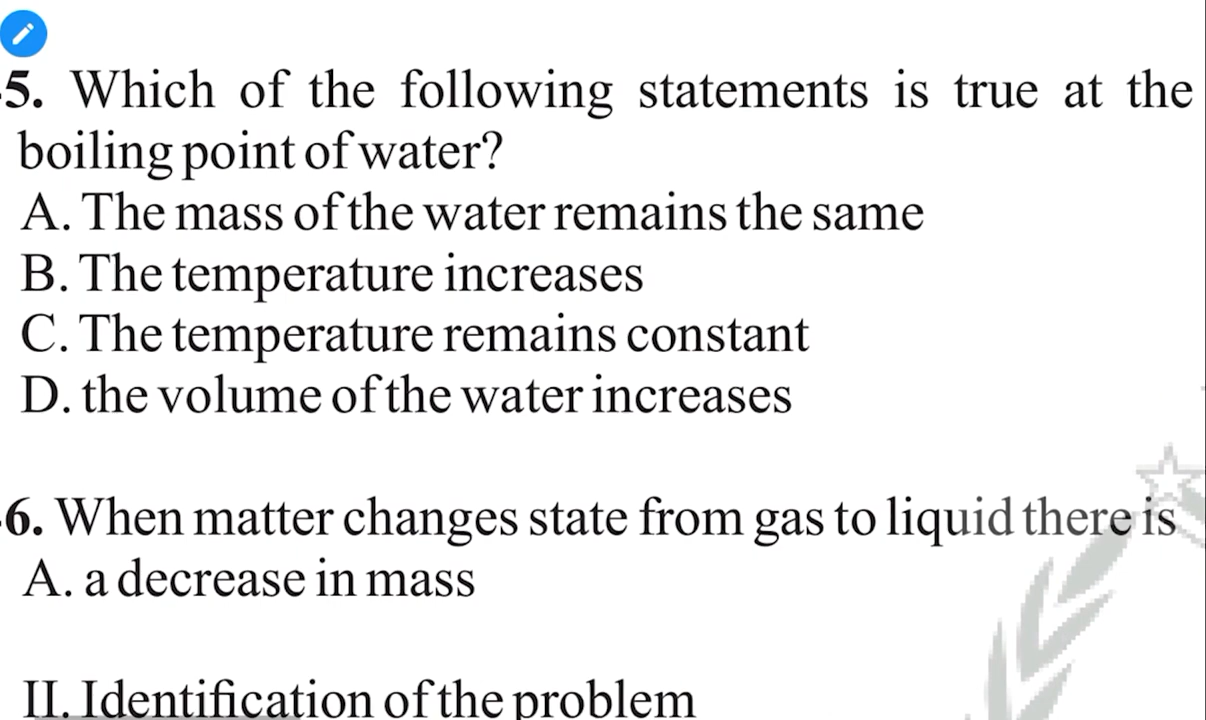 5. Which of the following statements is true at the
boiling point of water?
A. The mass of the water remains the same
B. The temperature increases
C. The temperature remains constant
D. the volume of the water increases
6. When matter changes state from gas to liquid there is
A. a decrease in mass
II. Identification of the problem